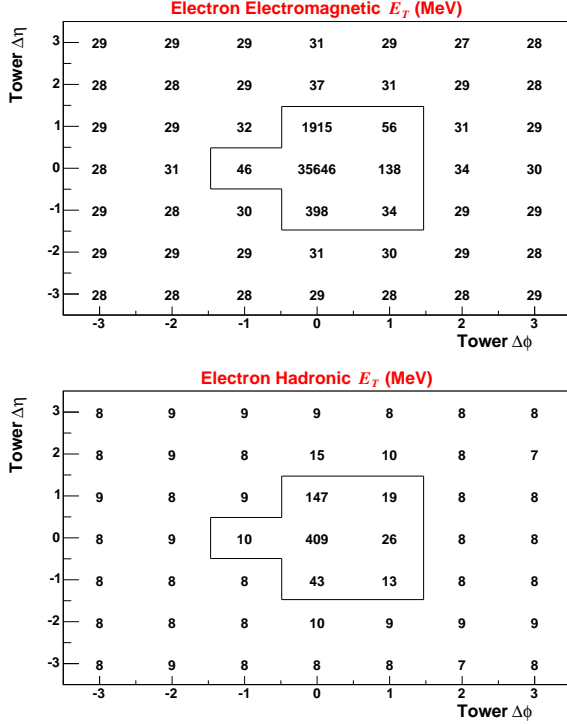 Electron Electromagnetic E_T (MeV)
Tower Δη
3 29 29 29 31 29 27 28
2 28 28 29 37 31 29 28
1 29 29 32 1915 56 31 29
0 28 31 46 35646 138 34 30
-1 29 28 30 398 34 29 29
-2 29 29 29 31 30 29 28
-3 28 28 28 29 28 28 29
-3 -2 -1 0 1 2 3
Tower Δϕ
Electron Hadronic E_T (MeV)
Tower Δη
3 8 9 9 9 8 8 8
2 8 9 8 15 10 8 7
1 9 8 9 147 19 8 8
0 8 9 10 409 26 8 8
-1 8 8 8 43 13 8 8
-2 8 8 8 10 9 9 9
-3 8 9 8 8 8 7 8
-3 -2 -1 0 1 2 3
Tower Δϕ